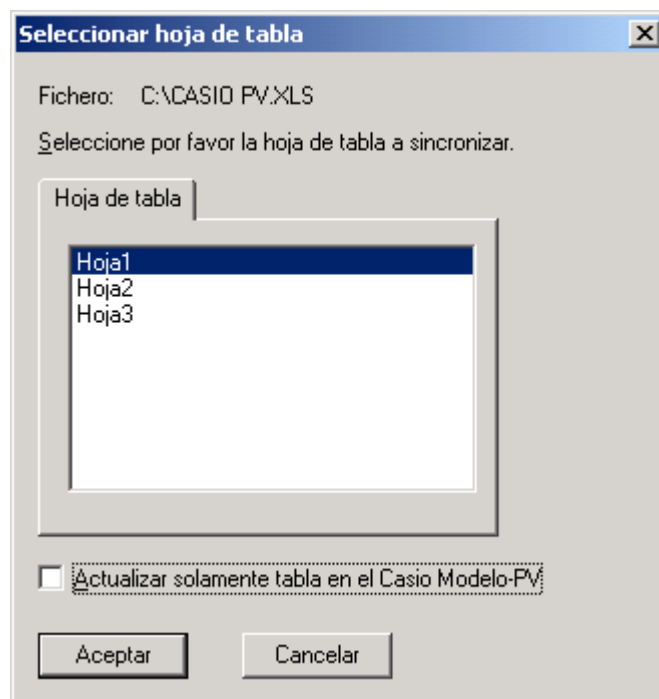 Seleccionar hoja de tabla
Fichero: C:\CASIO PV.XLS
Seleccione por favor la hoja de tabla a sincronizar.
Hoja de tabla
Hoja1
Hoja2
Hoja3
Actualizar solamente tabla en el Casio Modelo-PV
Aceptar Cancelar